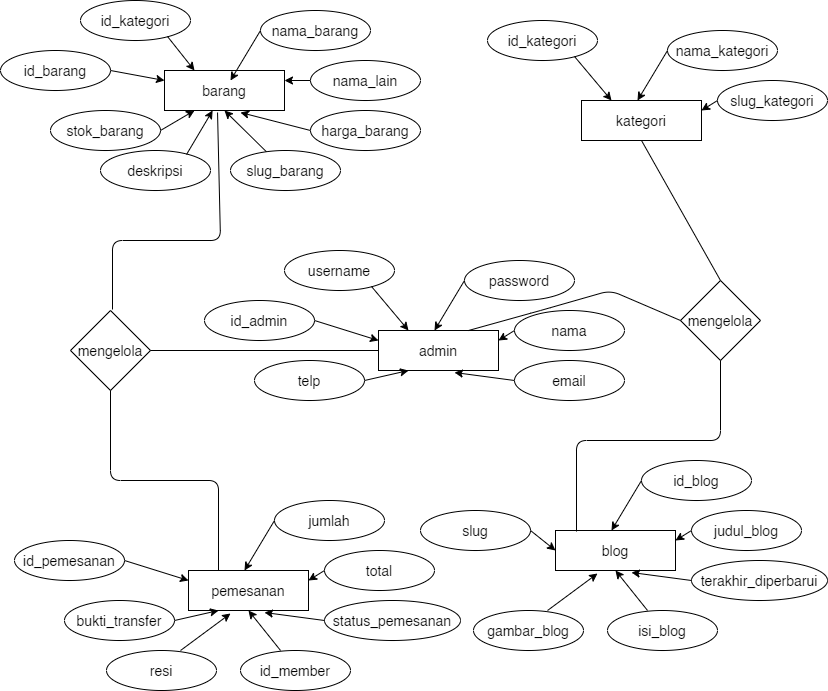 id_kategori
nama_barang
id_barang
barang
nama_lain
stok_barang
harga_barang
deskripsi
slug_barang
id_kategori
nama_kategori
slug_kategori
kategori
username
password
id_admin
nama
admin
telp
email
mengelola
mengelola
jumlah
id_pemesanan
total
pemesanan
bukti_transfer
status_pemesanan
resi
id_member
id_blog
slug
judul_blog
blog
terakhir_diperbarui
gambar_blog
isi_blog